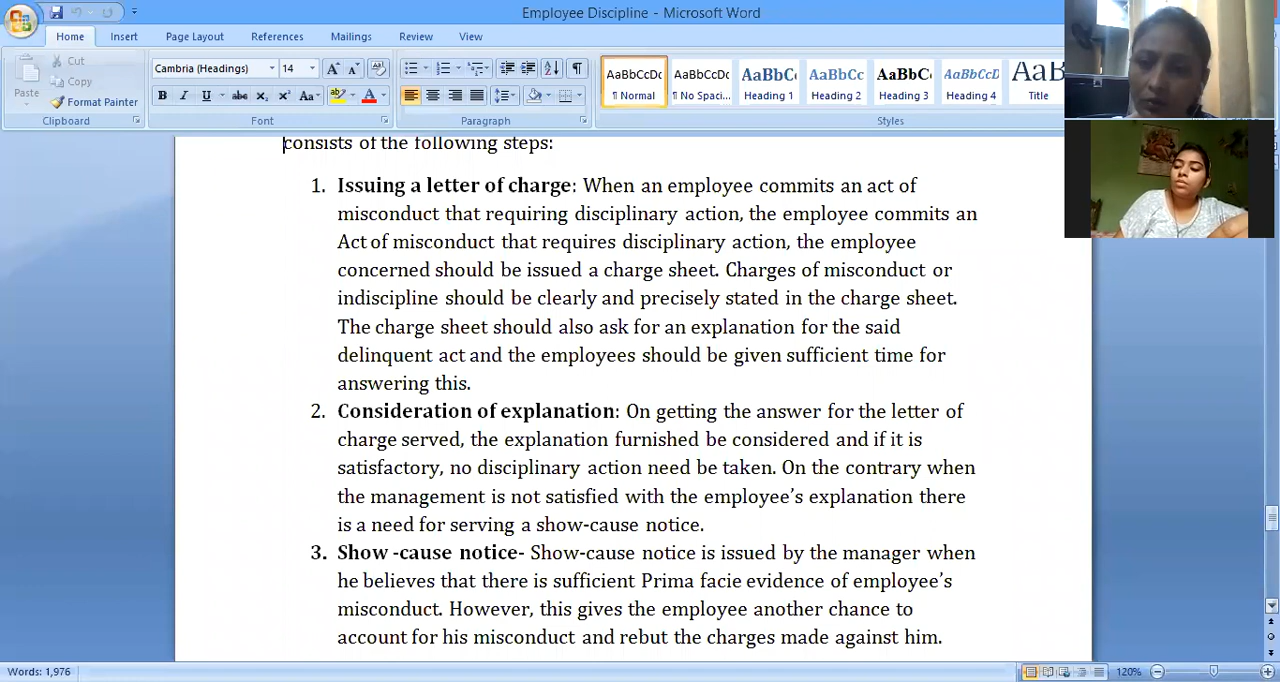 Employee Discipline - Microsoft Word
Home Insert Page Layout References Mailings Review View
Cut
Copy
Format Painter
Paste
Clipboard
Cambria (Headings) 14
Font
Paragraph
AaBbCcDc AaBbCcDc AaBbC AaBbCc AaBbC AaBbCcD AaB
¶ Normal ¶ No Spaci... Heading 1 Heading 2 Heading 3 Heading 4 Title
Styles
consists of the following steps:
1. Issuing a letter of charge: When an employee commits an act of
misconduct that requiring disciplinary action, the employee commits an
Act of misconduct that requires disciplinary action, the employee
concerned should be issued a charge sheet. Charges of misconduct or
indiscipline should be clearly and precisely stated in the charge sheet.
The charge sheet should also ask for an explanation for the said
delinquent act and the employees should be given sufficient time for
answering this.
2. Consideration of explanation: On getting the answer for the letter of
charge served, the explanation furnished be considered and if it is
satisfactory, no disciplinary action need be taken. On the contrary when
the management is not satisfied with the employee’s explanation there
is a need for serving a show-cause notice.
3. Show -cause notice- Show-cause notice is issued by the manager when
he believes that there is sufficient Prima facie evidence of employee’s
misconduct. However, this gives the employee another chance to
account for his misconduct and rebut the charges made against him.
Words: 1,976
120%